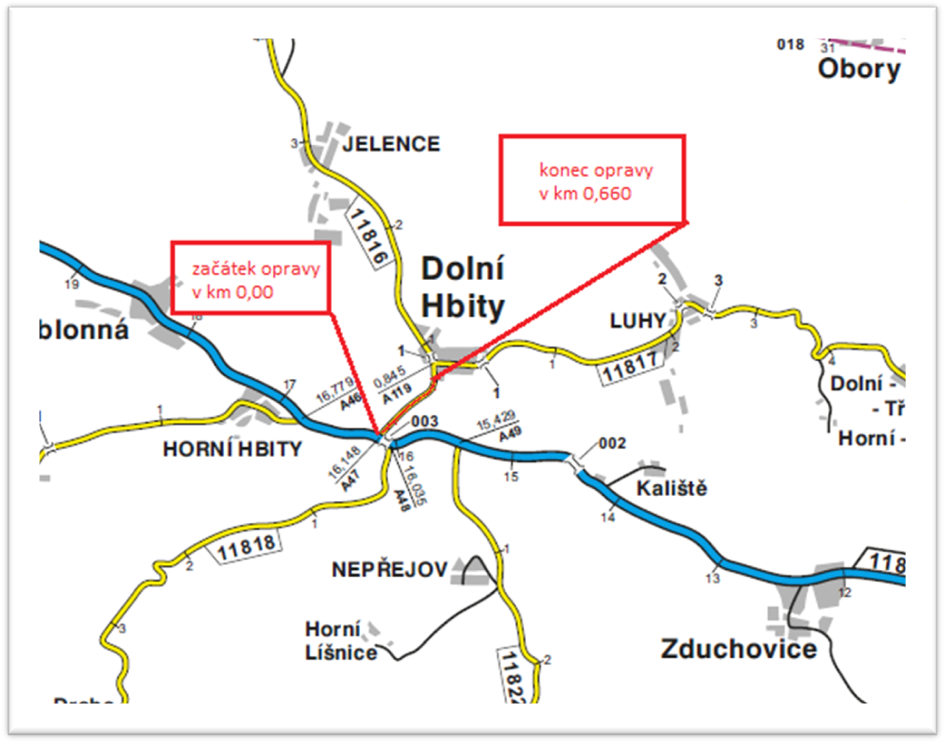 018
31
Obory
JELENCE
3
2
11816
konec opravy
v km 0,660
začátek opravy
v km 0,00
19
blonná
18
Dolní
Hbity
1
1
2
3
LUHY
3
2
11817
1
1
4
Dolní -
- Tř
Horní -
17
16,779
A46
0,845
A119
003
15,429
A49
1
HORNÍ HBITY
16,148
A47
16
16,035
A48
15
002
Kaliště
14
1
11818
2
NEPŘEJOV
1
13
118
12
3
Horní
Líšnice
Zduchovice
2
11822